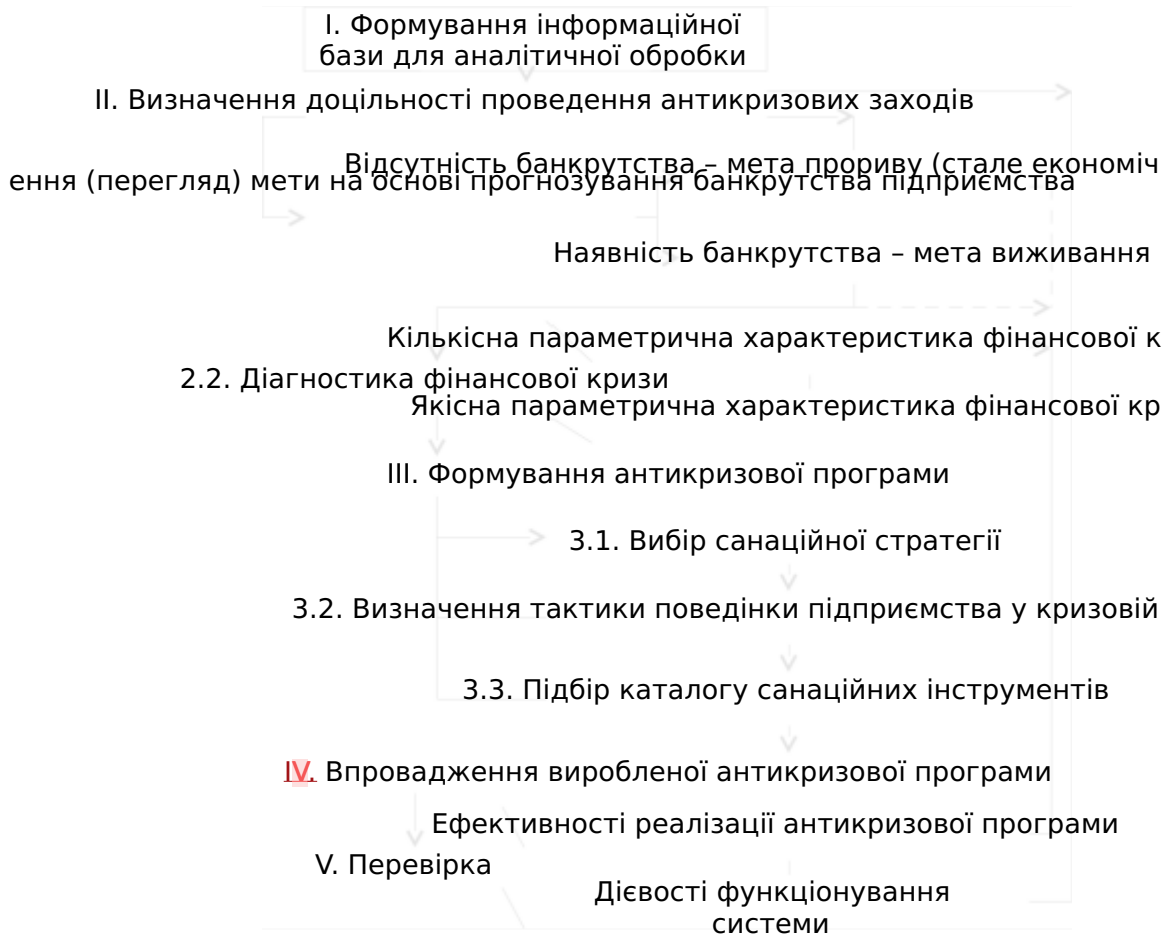 I. Формування інформаційної
бази для аналітичної обробки
II. Визначення доцільності проведення антикризових заходів
Відсутність банкрутства – мета прориву (стале економіч
ення (перегляд) мети на основі прогнозування банкрутства підприємства
Наявність банкрутства – мета виживання
Кількісна параметрична характеристика фінансової к
2.2. Діагностика фінансової кризи
Якісна параметрична характеристика фінансової кр
III. Формування антикризової програми
3.1. Вибір санаційної стратегії
3.2. Визначення тактики поведінки підприємства у кризовій
3.3. Підбір каталогу санаційних інструментів
IV. Впровадження виробленої антикризової програми
Ефективності реалізації антикризової програми
V. Перевірка
Дієвості функціонування
системи